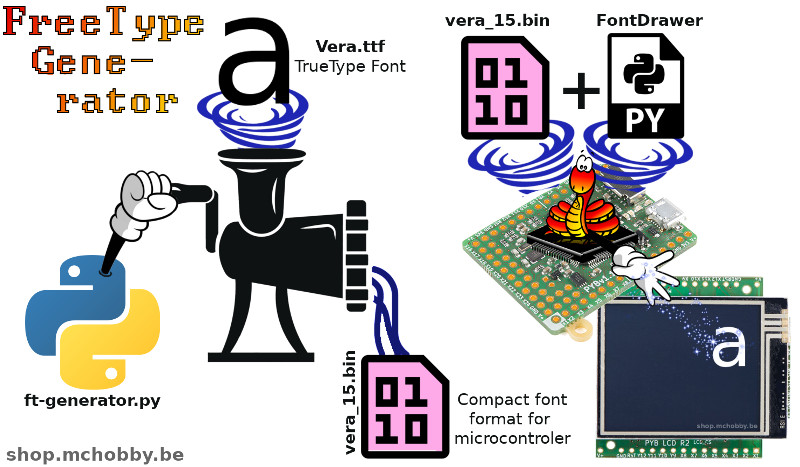 FreeType
Gene-
rator
a
Vera.ttf
TrueType Font
ft-generator.py
vera_15.bin
01
10
Compact font
format for
microcontroler
shop.mchobby.be
vera_15.bin
FontDrawer
01
10
+
PY
PYBv1.
a
shop.mchobby.be
PYB LCD R2